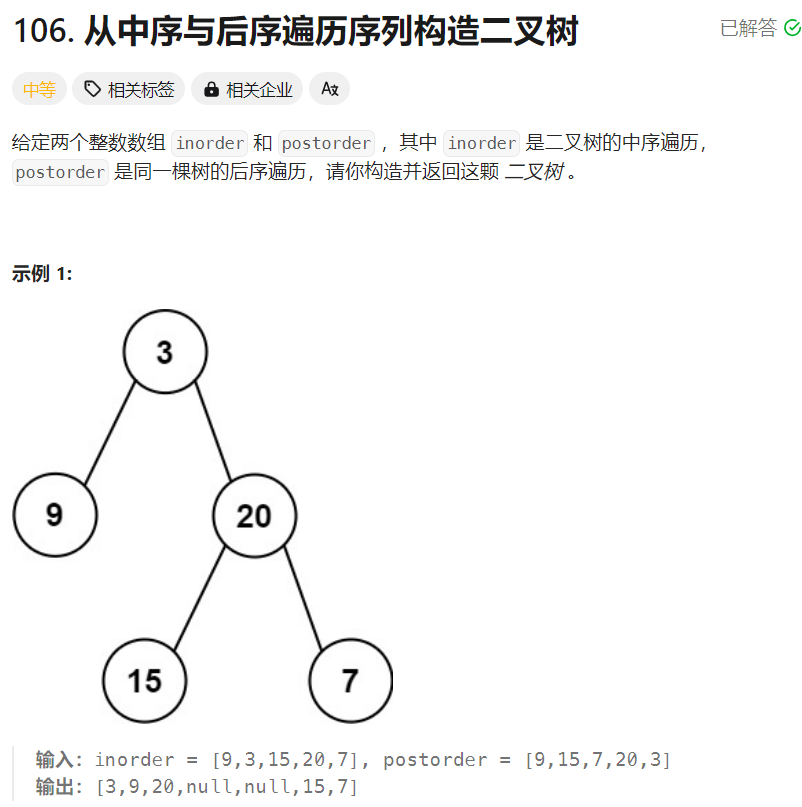 106. 从中序与后序遍历序列构造二叉树
已解答
中等 相关标签 相关企业 Aあ
给定两个整数数组 inorder 和 postorder ，其中 inorder 是二叉树的中序遍历，
postorder 是同一棵树的后序遍历，请你构造并返回这颗 二叉树 。
示例 1:
3
9
20
15
7
输入：inorder = [9,3,15,20,7], postorder = [9,15,7,20,3]
输出：[3,9,20,null,null,15,7]